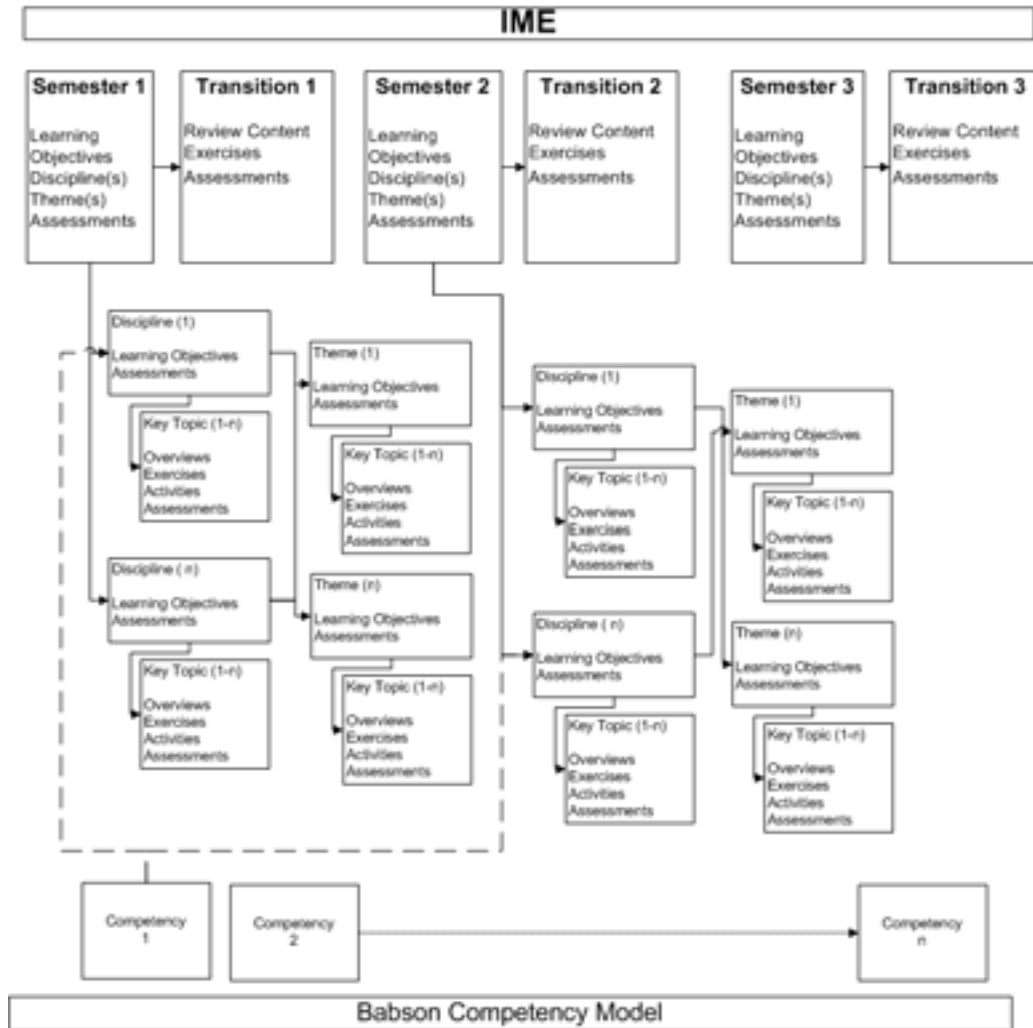 IME
Semester 1
Learning
Objectives
Discipline(s)
Theme(s)
Assessments
Transition 1
Review Content
Exercises
Assessments
Semester 2
Learning
Objectives
Discipline(s)
Theme(s)
Assessments
Transition 2
Review Content
Exercises
Assessments
Semester 3
Learning
Objectives
Discipline(s)
Theme(s)
Assessments
Transition 3
Review Content
Exercises
Assessments
Discipline (1)
Learning Objectives
Assessments
Key Topic (1-n)
Overviews
Exercises
Activities
Assessments
Theme (1)
Learning Objectives
Assessments
Key Topic (1-n)
Overviews
Exercises
Activities
Assessments
Discipline ( n)
Learning Objectives
Assessments
Key Topic (1-n)
Overviews
Exercises
Activities
Assessments
Theme (n)
Learning Objectives
Assessments
Key Topic (1-n)
Overviews
Exercises
Activities
Assessments
Discipline (1)
Learning Objectives
Assessments
Key Topic (1-n)
Overviews
Exercises
Activities
Assessments
Theme (1)
Learning Objectives
Assessments
Key Topic (1-n)
Overviews
Exercises
Activities
Assessments
Discipline ( n)
Learning Objectives
Assessments
Key Topic (1-n)
Overviews
Exercises
Activities
Assessments
Theme (n)
Learning Objectives
Assessments
Key Topic (1-n)
Overviews
Exercises
Activities
Assessments
Competency
1
Competency
2
Competency
n
Babson Competency Model